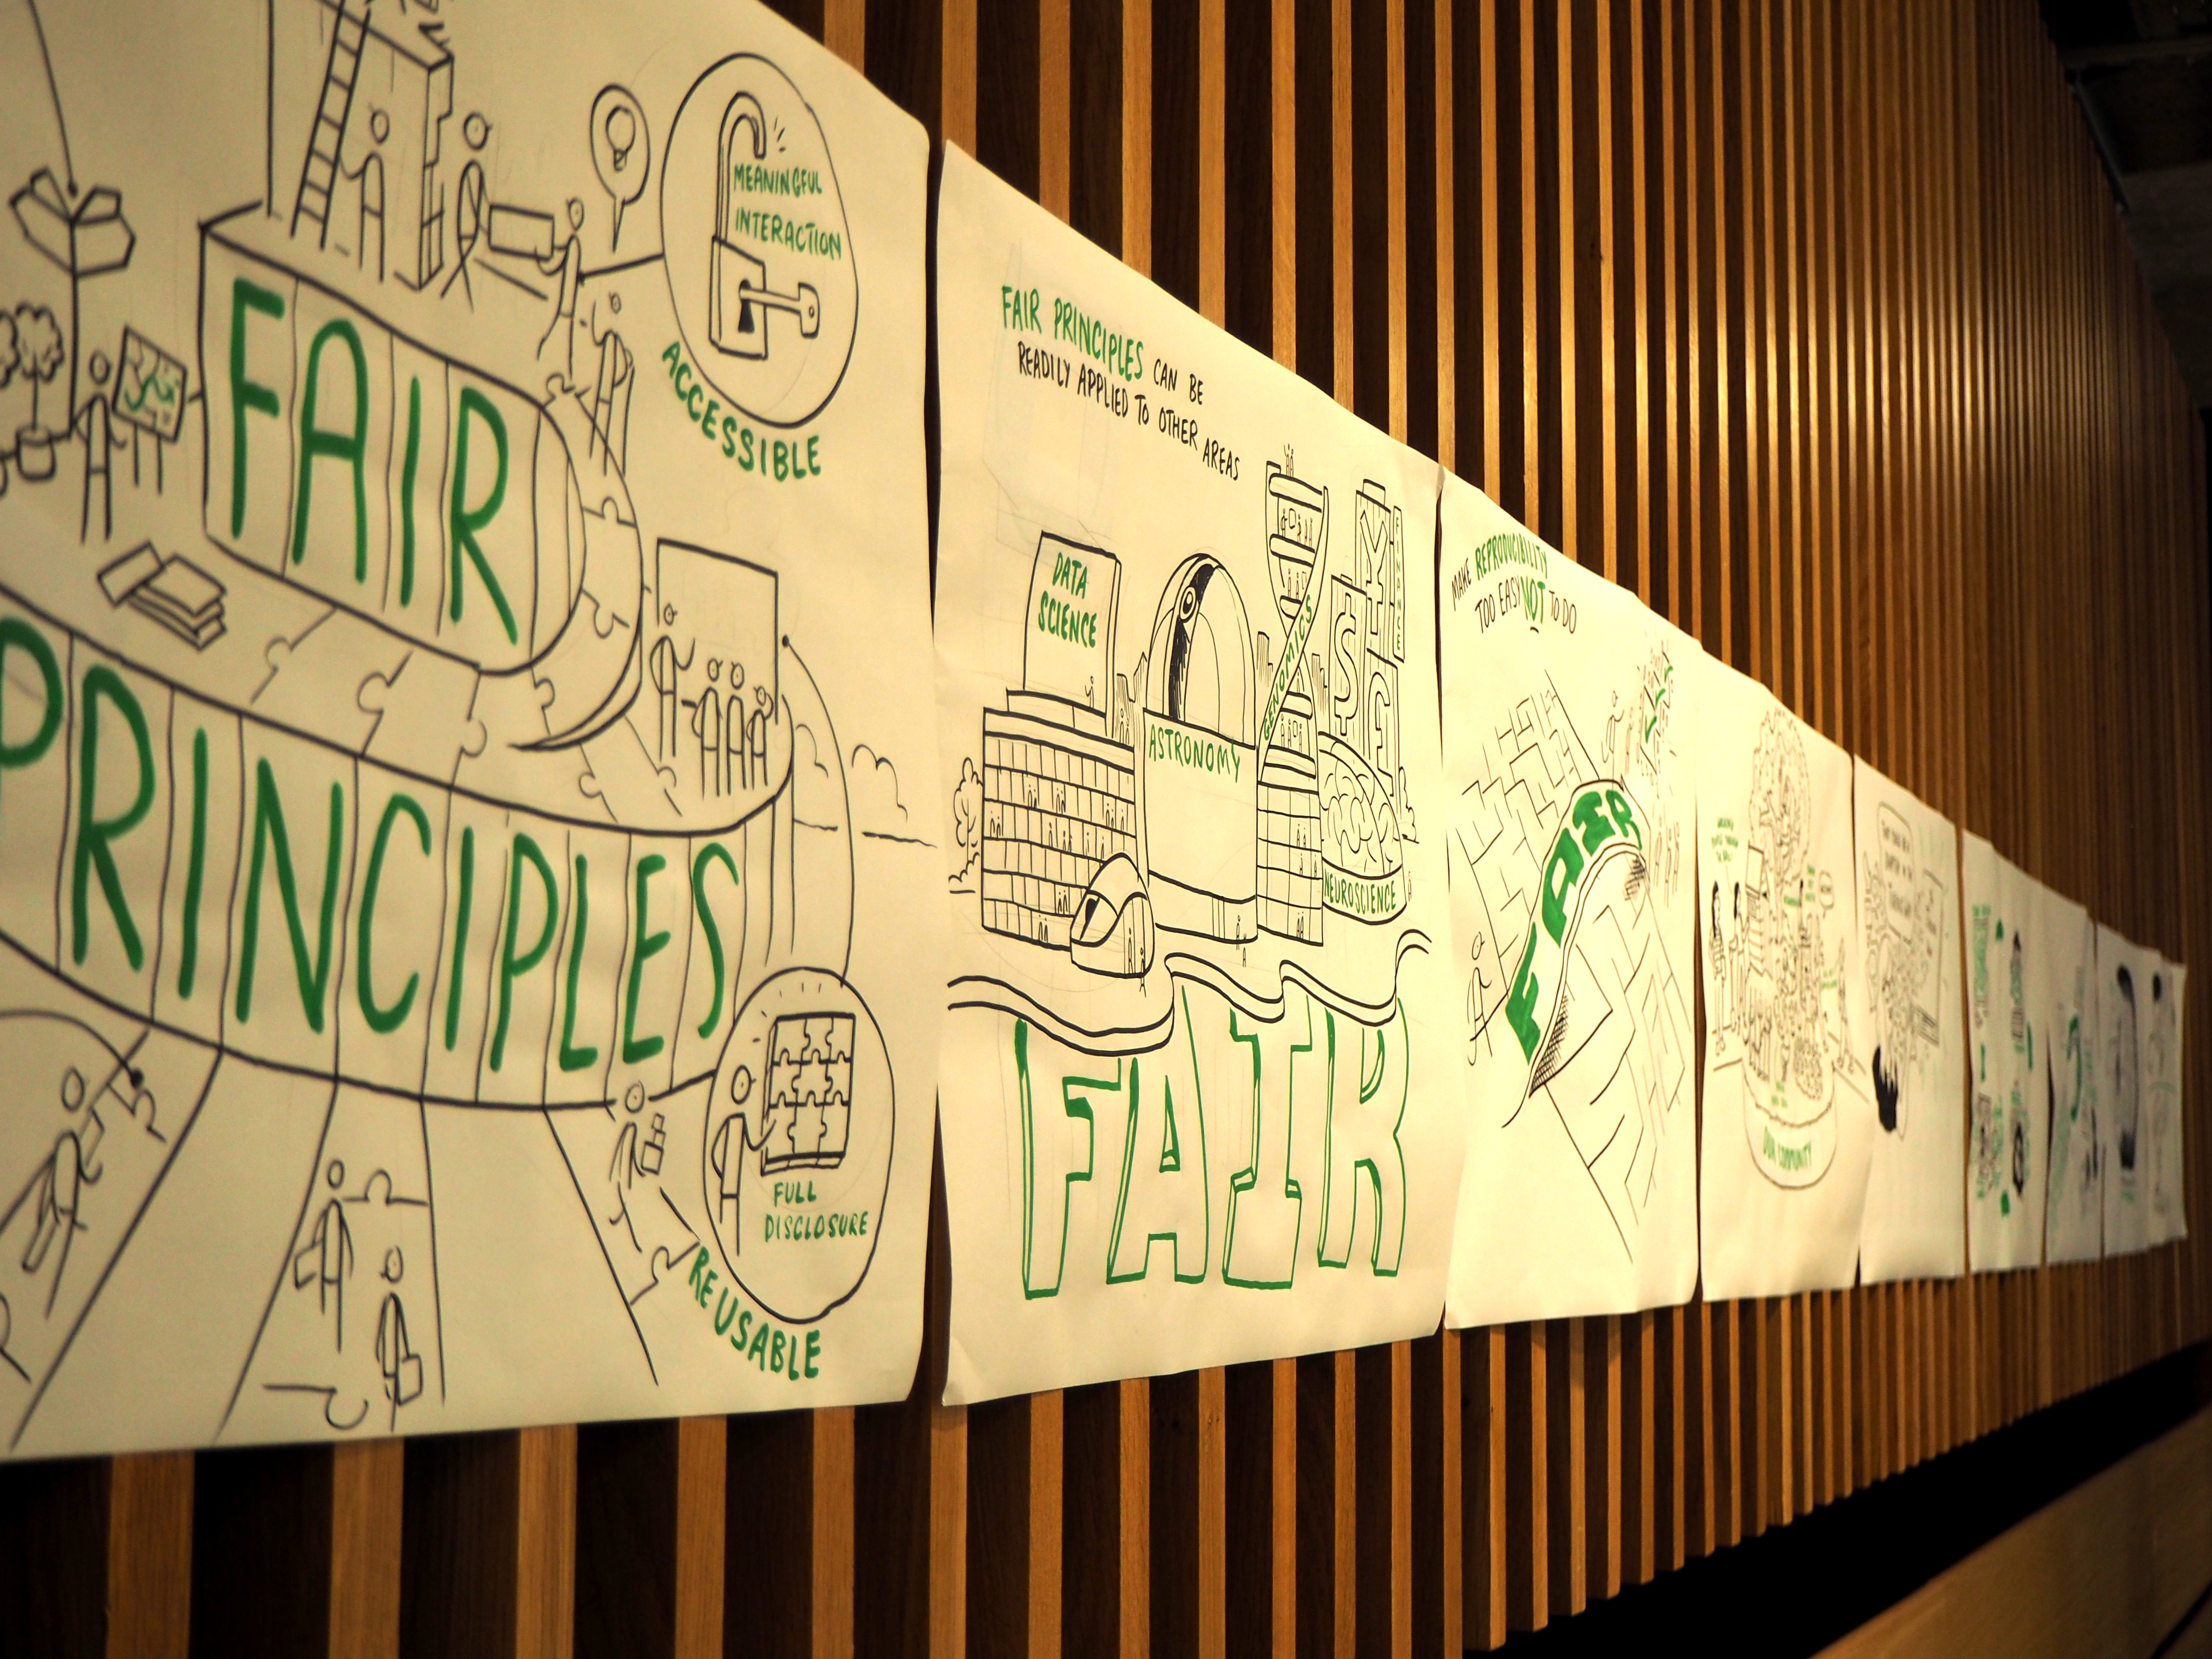 FAIR
PRINCIPLES
MEANINGFUL
INTERACTION
ACCESSIBLE
FULL
DISCLOSURE
REUSABLE
FAIR PRINCIPLES CAN BE
READILY APPLIED TO OTHER AREAS
DATA
SCIENCE
ASTRONOMY
GENOMICS
FINANCE
NEUROSCIENCE
FAIR
MAKE REPRODUCIBILITY
TOO EASY NOT TO DO
FAIR
OUR COMMUNITY